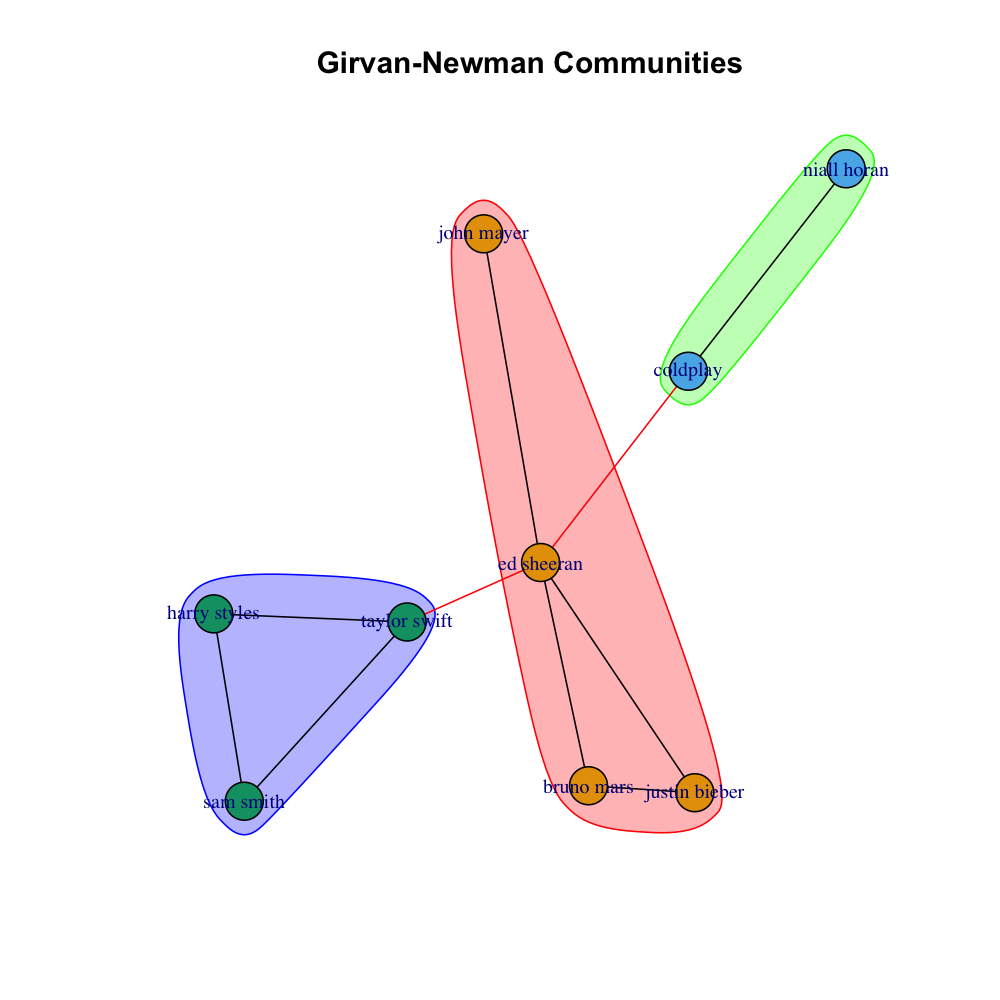 Girvan-Newman Communities
niall horan
john mayer
coldplay
ed sheeran
harry styles
taylor swift
bruno mars
justin bieber
sam smith